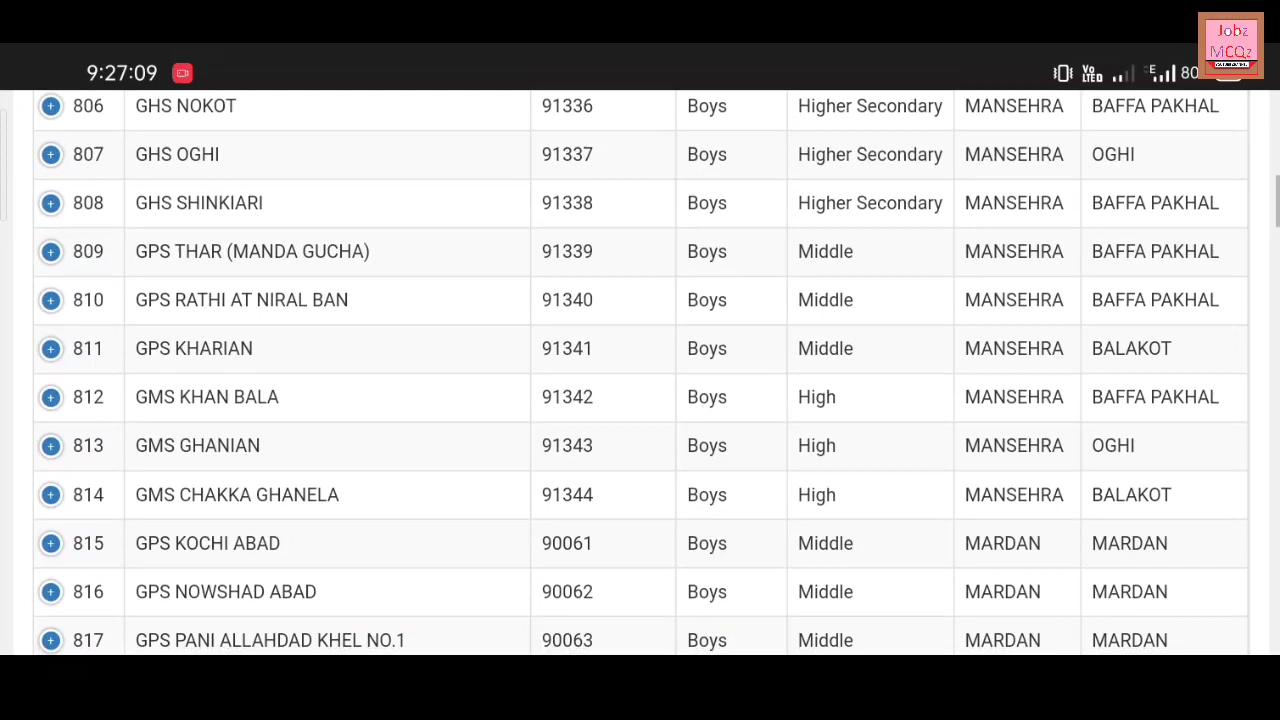 Jobz
MCQz
9:27:09 Vo LTED E 80
806 GHS NOKOT 91336 Boys Higher Secondary MANSEHRA BAFFA PAKHAL
807 GHS OGHI 91337 Boys Higher Secondary MANSEHRA OGHI
808 GHS SHINKIARI 91338 Boys Higher Secondary MANSEHRA BAFFA PAKHAL
809 GPS THAR (MANDA GUCHA) 91339 Boys Middle MANSEHRA BAFFA PAKHAL
810 GPS RATHI AT NIRAL BAN 91340 Boys Middle MANSEHRA BAFFA PAKHAL
811 GPS KHARIAN 91341 Boys Middle MANSEHRA BALAKOT
812 GMS KHAN BALA 91342 Boys High MANSEHRA BAFFA PAKHAL
813 GMS GHANIAN 91343 Boys High MANSEHRA OGHI
814 GMS CHAKKA GHANELA 91344 Boys High MANSEHRA BALAKOT
815 GPS KOCHI ABAD 90061 Boys Middle MARDAN MARDAN
816 GPS NOWSHAD ABAD 90062 Boys Middle MARDAN MARDAN
817 GPS PANI ALLAHDAD KHEL NO.1 90063 Boys Middle MARDAN MARDAN